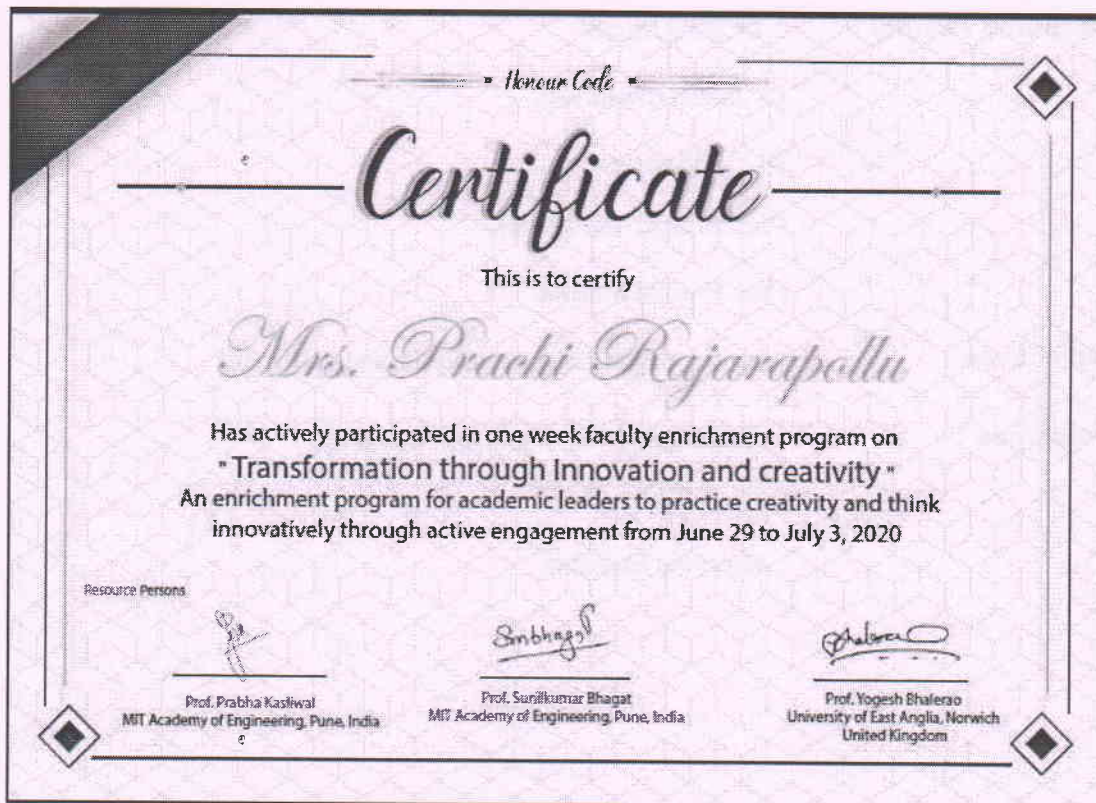 Honour Code
Certificate
This is to certify
Mrs. Prachi Rajarapollu
Has actively participated in one week faculty enrichment program on
"Transformation through Innovation and creativity"
An enrichment program for academic leaders to practice creativity and think
innovatively through active engagement from June 29 to July 3, 2020
Resource Persons
Smbhagat
Prof. Prabha Kasliwal
MIT Academy of Engineering, Pune, India
Prof. Sunilkumar Bhagat
MIT Academy of Engineering, Pune, India
Prof. Yogesh Bhalerao
University of East Anglia, Norwich
United Kingdom